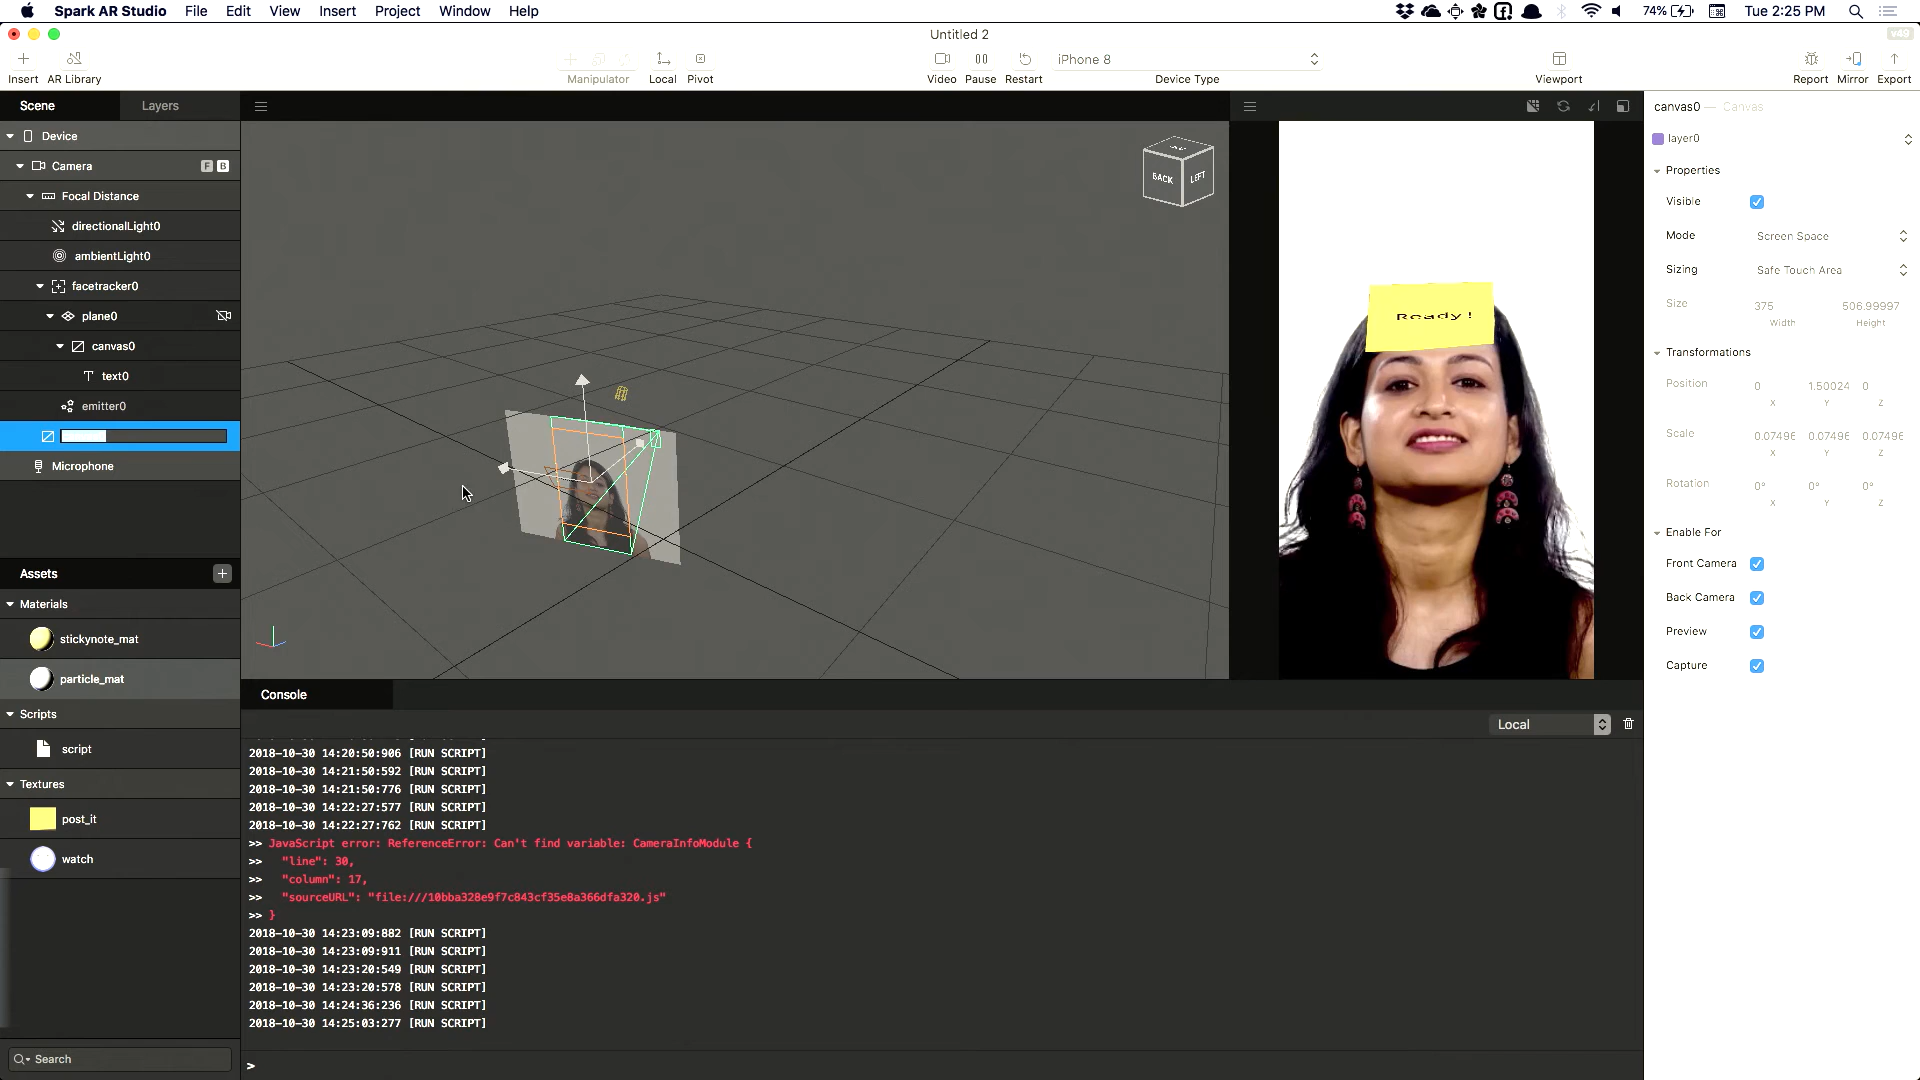 Spark AR Studio File Edit View Insert Project Window Help 74% Tue 2:25 PM
Untitled 2
v49
Insert AR Library Manipulator Local Pivot Video Pause Restart iPhone 8 Device Type Viewport Report Mirror Export
Scene Layers
Device
Camera F B
Focal Distance
directionalLight0
ambientLight0
facetracker0
plane0
canvas0
text0
emitter0
Microphone
Assets
Materials
stickynote_mat
particle_mat
Scripts
script
Textures
post_it
watch
Search
BACK LEFT
Ready!
Console
Local
2018-10-30 14:20:50:906 [RUN SCRIPT]
2018-10-30 14:21:50:592 [RUN SCRIPT]
2018-10-30 14:21:50:776 [RUN SCRIPT]
2018-10-30 14:22:27:577 [RUN SCRIPT]
2018-10-30 14:22:27:762 [RUN SCRIPT]
>> JavaScript error: ReferenceError: Can't find variable: CameraInfoModule {
>> "line": 30,
>> "column": 17,
>> "sourceURL": "file:///10bba328e9f7c843cf35e8a366dfa320.js"
>> }
2018-10-30 14:23:09:882 [RUN SCRIPT]
2018-10-30 14:23:09:911 [RUN SCRIPT]
2018-10-30 14:23:20:549 [RUN SCRIPT]
2018-10-30 14:23:20:578 [RUN SCRIPT]
2018-10-30 14:24:36:236 [RUN SCRIPT]
2018-10-30 14:25:03:277 [RUN SCRIPT]
>
canvas0 — Canvas
layer0
Properties
Visible
Mode Screen Space
Sizing Safe Touch Area
Size 375 506.99997
Width Height
Transformations
Position 0 1.50024 0
X Y Z
Scale 0.07496 0.07496 0.07496
X Y Z
Rotation 0° 0° 0°
X Y Z
Enable For
Front Camera
Back Camera
Preview
Capture